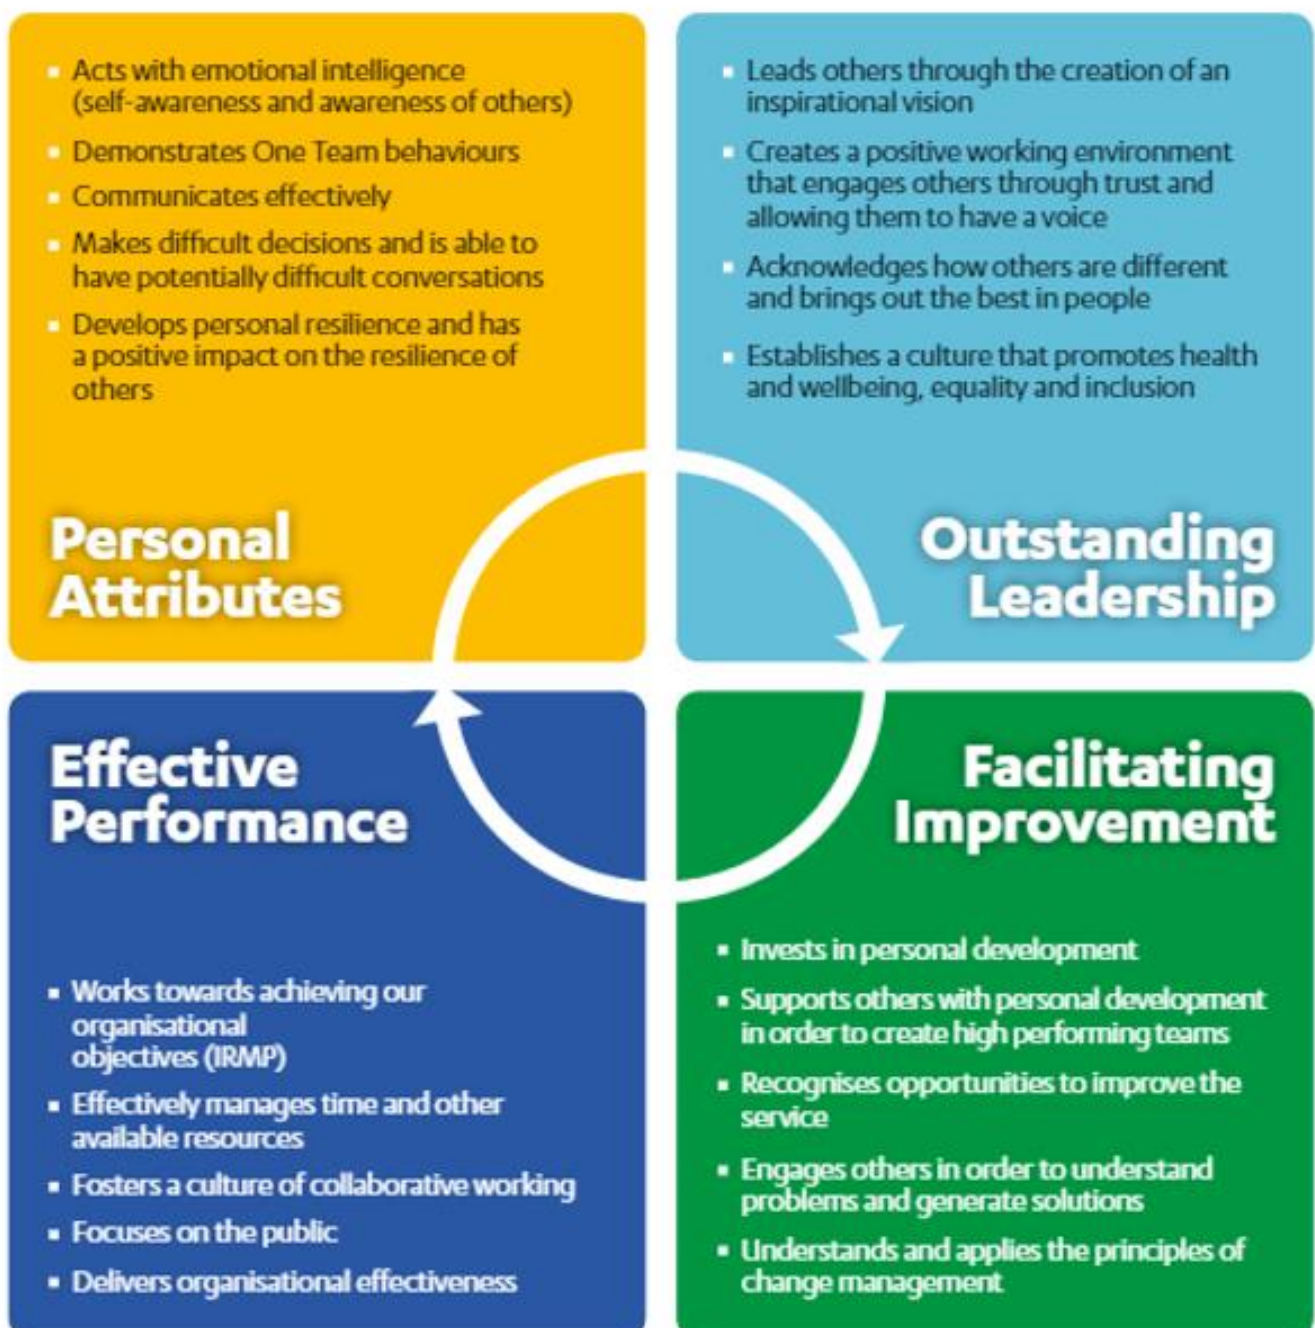 Acts with emotional intelligence
(self-awareness and awareness of others)
Demonstrates One Team behaviours
Communicates effectively
Makes difficult decisions and is able to
have potentially difficult conversations
Develops personal resilience and has
a positive impact on the resilience of
others
Personal
Attributes
Leads others through the creation of an
inspirational vision
Creates a positive working environment
that engages others through trust and
allowing them to have a voice
Acknowledges how others are different
and brings out the best in people
Establishes a culture that promotes health
and wellbeing, equality and inclusion
Outstanding
Leadership
Effective
Performance
Works towards achieving our
organisational
objectives (IRMP)
Effectively manages time and other
available resources
Fosters a culture of collaborative working
Focuses on the public
Delivers organisational effectiveness
Facilitating
Improvement
Invests in personal development
Supports others with personal development
in order to create high performing teams
Recognises opportunities to improve the
service
Engages others in order to understand
problems and generate solutions
Understands and applies the principles of
change management